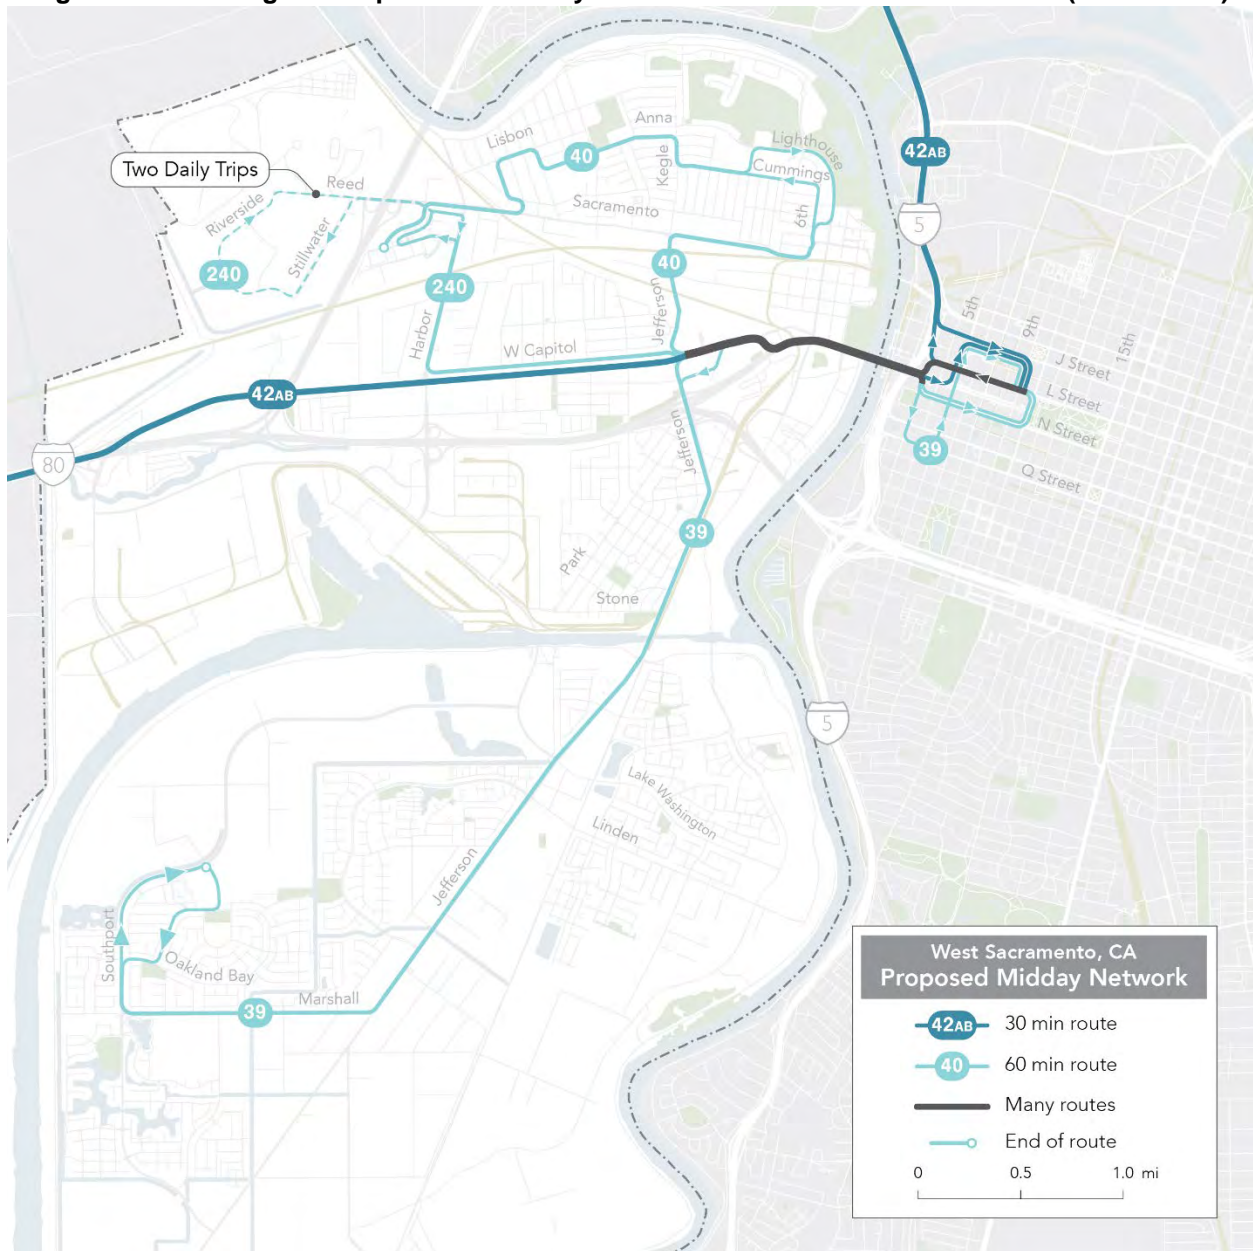 42AB
Anna
Lisbon
Lighthouse
40
Kegle
Cummings
Two Daily Trips
Reed
Riverside
Sacramento
6th
5
Stillwater
240
40
240
5th
9th
15th
Jefferson
Harbor
W Capitol
J Street
42AB
L Street
N Street
Jefferson
39
80
Q Street
39
Park
Stone
5
Lake Washington
Linden
Jefferson
Southport
Oakland Bay
Marshall
39
West Sacramento, CA
Proposed Midday Network
42AB 30 min route
40 60 min route
Many routes
End of route
0 0.5 1.0 mi